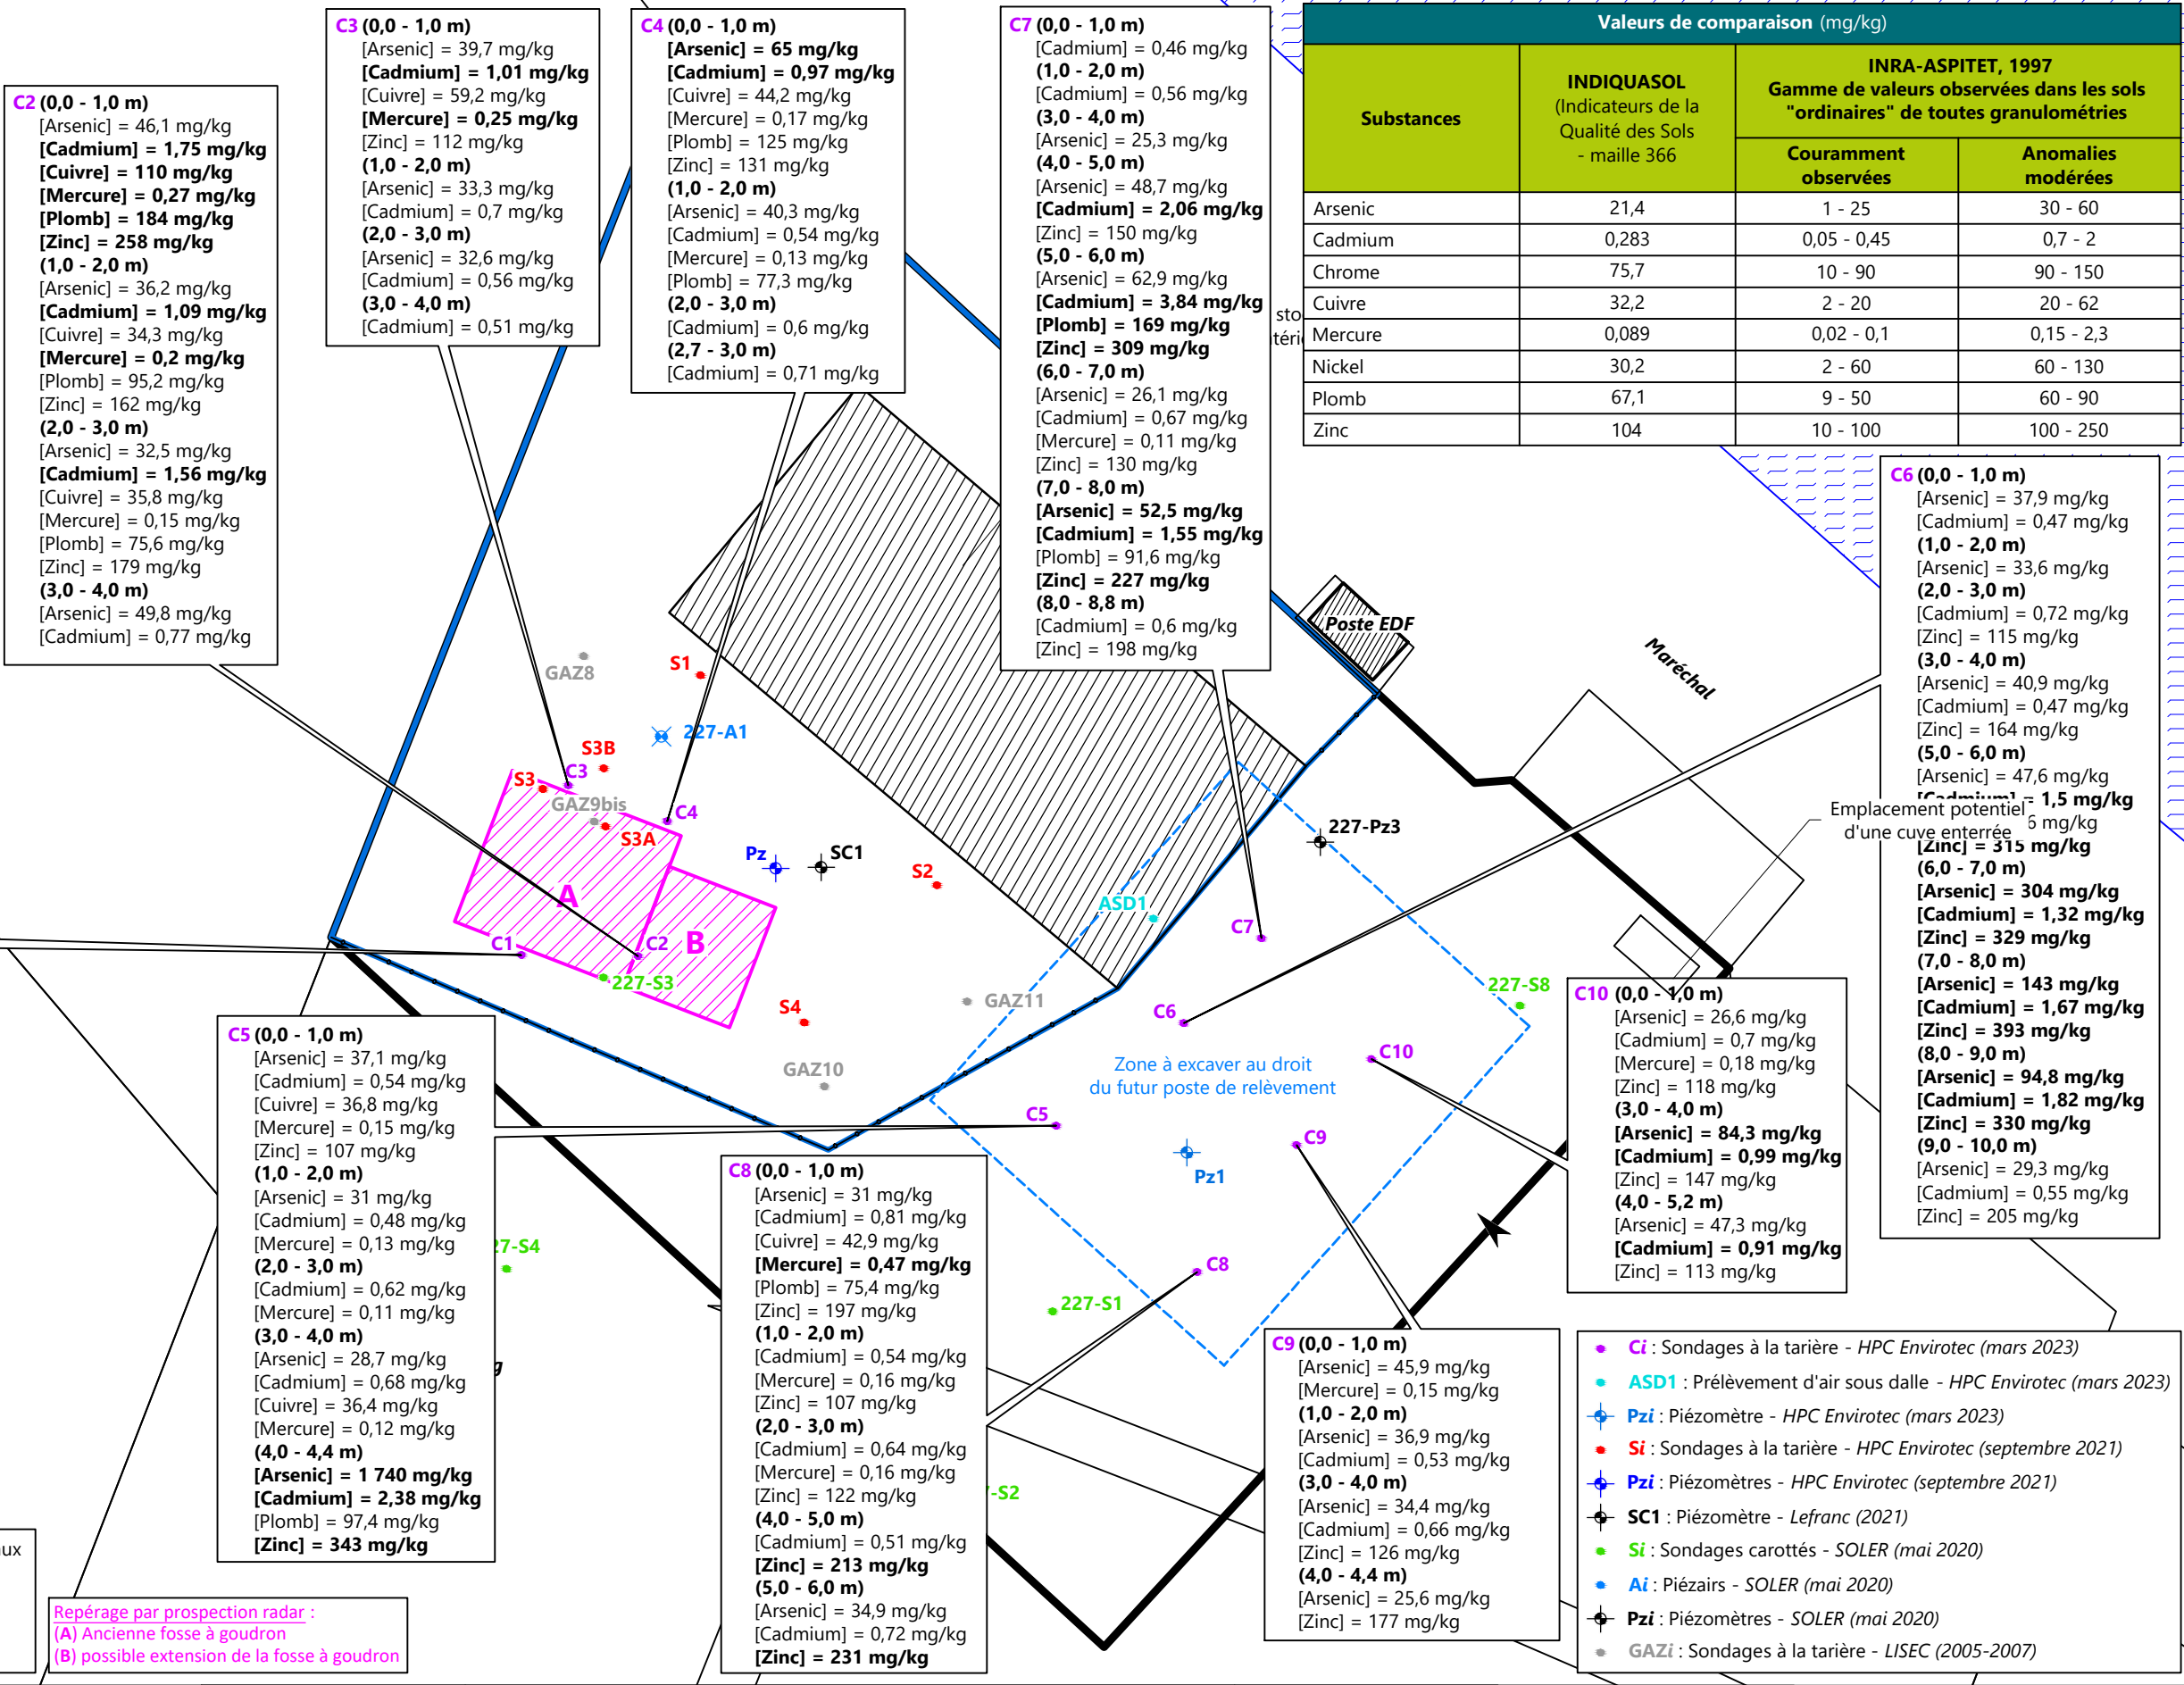 C2 (0,0 - 1,0 m)
[Arsenic] = 46,1 mg/kg
[Cadmium] = 1,75 mg/kg
[Cuivre] = 110 mg/kg
[Mercure] = 0,27 mg/kg
[Plomb] = 184 mg/kg
[Zinc] = 258 mg/kg
(1,0 - 2,0 m)
[Arsenic] = 36,2 mg/kg
[Cadmium] = 1,09 mg/kg
[Cuivre] = 34,3 mg/kg
[Mercure] = 0,2 mg/kg
[Plomb] = 95,2 mg/kg
[Zinc] = 162 mg/kg
(2,0 - 3,0 m)
[Arsenic] = 32,5 mg/kg
[Cadmium] = 1,56 mg/kg
[Cuivre] = 35,8 mg/kg
[Mercure] = 0,15 mg/kg
[Plomb] = 75,6 mg/kg
[Zinc] = 179 mg/kg
(3,0 - 4,0 m)
[Arsenic] = 49,8 mg/kg
[Cadmium] = 0,77 mg/kg
C3 (0,0 - 1,0 m)
[Arsenic] = 39,7 mg/kg
[Cadmium] = 1,01 mg/kg
[Cuivre] = 59,2 mg/kg
[Mercure] = 0,25 mg/kg
[Zinc] = 112 mg/kg
(1,0 - 2,0 m)
[Arsenic] = 33,3 mg/kg
[Cadmium] = 0,7 mg/kg
(2,0 - 3,0 m)
[Arsenic] = 32,6 mg/kg
[Cadmium] = 0,56 mg/kg
(3,0 - 4,0 m)
[Cadmium] = 0,51 mg/kg
C4 (0,0 - 1,0 m)
[Arsenic] = 65 mg/kg
[Cadmium] = 0,97 mg/kg
[Cuivre] = 44,2 mg/kg
[Mercure] = 0,17 mg/kg
[Plomb] = 125 mg/kg
[Zinc] = 131 mg/kg
(1,0 - 2,0 m)
[Arsenic] = 40,3 mg/kg
[Cadmium] = 0,54 mg/kg
[Mercure] = 0,13 mg/kg
[Plomb] = 77,3 mg/kg
(2,0 - 3,0 m)
[Cadmium] = 0,6 mg/kg
(2,7 - 3,0 m)
[Cadmium] = 0,71 mg/kg
C7 (0,0 - 1,0 m)
[Cadmium] = 0,46 mg/kg
(1,0 - 2,0 m)
[Cadmium] = 0,56 mg/kg
(3,0 - 4,0 m)
[Arsenic] = 25,3 mg/kg
(4,0 - 5,0 m)
[Arsenic] = 48,7 mg/kg
[Cadmium] = 2,06 mg/kg
[Zinc] = 150 mg/kg
(5,0 - 6,0 m)
[Arsenic] = 62,9 mg/kg
[Cadmium] = 3,84 mg/kg
[Plomb] = 169 mg/kg
[Zinc] = 309 mg/kg
(6,0 - 7,0 m)
[Arsenic] = 26,1 mg/kg
[Cadmium] = 0,67 mg/kg
[Mercure] = 0,11 mg/kg
[Zinc] = 130 mg/kg
(7,0 - 8,0 m)
[Arsenic] = 52,5 mg/kg
[Cadmium] = 1,55 mg/kg
[Plomb] = 91,6 mg/kg
[Zinc] = 227 mg/kg
(8,0 - 8,8 m)
[Cadmium] = 0,6 mg/kg
[Zinc] = 198 mg/kg
Valeurs de comparaison (mg/kg)
Substances
INDIQUASOL
(Indicateurs de la
Qualité des Sols
- maille 366
INRA-ASPITET, 1997
Gamme de valeurs observées dans les sols
"ordinaires" de toutes granulométries
Couramment observées
Anomalies modérées
Arsenic 21,4 1 - 25 30 - 60
Cadmium 0,283 0,05 - 0,45 0,7 - 2
Chrome 75,7 10 - 90 90 - 150
Cuivre 32,2 2 - 20 20 - 62
Mercure 0,089 0,02 - 0,1 0,15 - 2,3
Nickel 30,2 2 - 60 60 - 130
Plomb 67,1 9 - 50 60 - 90
Zinc 104 10 - 100 100 - 250
C6 (0,0 - 1,0 m)
[Arsenic] = 37,9 mg/kg
[Cadmium] = 0,47 mg/kg
(1,0 - 2,0 m)
[Arsenic] = 33,6 mg/kg
(2,0 - 3,0 m)
[Cadmium] = 0,72 mg/kg
[Zinc] = 115 mg/kg
(3,0 - 4,0 m)
[Arsenic] = 40,9 mg/kg
[Cadmium] = 0,47 mg/kg
[Zinc] = 164 mg/kg
(5,0 - 6,0 m)
[Arsenic] = 47,6 mg/kg
[Cadmium] = 1,5 mg/kg
6 mg/kg
[Zinc] = 315 mg/kg
(6,0 - 7,0 m)
[Arsenic] = 304 mg/kg
[Cadmium] = 1,32 mg/kg
[Zinc] = 329 mg/kg
(7,0 - 8,0 m)
[Arsenic] = 143 mg/kg
[Cadmium] = 1,67 mg/kg
[Zinc] = 393 mg/kg
(8,0 - 9,0 m)
[Arsenic] = 94,8 mg/kg
[Cadmium] = 1,82 mg/kg
[Zinc] = 330 mg/kg
(9,0 - 10,0 m)
[Arsenic] = 29,3 mg/kg
[Cadmium] = 0,55 mg/kg
[Zinc] = 205 mg/kg
Emplacement potentiel
d'une cuve enterrée
Poste EDF
Maréchal
GAZ8
S1
227-A1
S3B
C3
S3
GAZ9bis
C4
S3A
Pz
SC1
227-Pz3
S2
A
ASD1
C7
C1
C2
B
227-S3
GAZ11
S4
227-S8
C6
C10
GAZ10
Zone à excaver au droit
du futur poste de relèvement
C5
C9
Pz1
27-S4
C8
227-S1
-S2
C5 (0,0 - 1,0 m)
[Arsenic] = 37,1 mg/kg
[Cadmium] = 0,54 mg/kg
[Cuivre] = 36,8 mg/kg
[Mercure] = 0,15 mg/kg
[Zinc] = 107 mg/kg
(1,0 - 2,0 m)
[Arsenic] = 31 mg/kg
[Cadmium] = 0,48 mg/kg
[Mercure] = 0,13 mg/kg
(2,0 - 3,0 m)
[Cadmium] = 0,62 mg/kg
[Mercure] = 0,11 mg/kg
(3,0 - 4,0 m)
[Arsenic] = 28,7 mg/kg
[Cadmium] = 0,68 mg/kg
[Cuivre] = 36,4 mg/kg
[Mercure] = 0,12 mg/kg
(4,0 - 4,4 m)
[Arsenic] = 1 740 mg/kg
[Cadmium] = 2,38 mg/kg
[Plomb] = 97,4 mg/kg
[Zinc] = 343 mg/kg
C8 (0,0 - 1,0 m)
[Arsenic] = 31 mg/kg
[Cadmium] = 0,81 mg/kg
[Cuivre] = 42,9 mg/kg
[Mercure] = 0,47 mg/kg
[Plomb] = 75,4 mg/kg
[Zinc] = 197 mg/kg
(1,0 - 2,0 m)
[Cadmium] = 0,54 mg/kg
[Mercure] = 0,16 mg/kg
[Zinc] = 107 mg/kg
(2,0 - 3,0 m)
[Cadmium] = 0,64 mg/kg
[Mercure] = 0,16 mg/kg
[Zinc] = 122 mg/kg
(4,0 - 5,0 m)
[Cadmium] = 0,51 mg/kg
[Zinc] = 213 mg/kg
(5,0 - 6,0 m)
[Arsenic] = 34,9 mg/kg
[Cadmium] = 0,72 mg/kg
[Zinc] = 231 mg/kg
C10 (0,0 - 1,0 m)
[Arsenic] = 26,6 mg/kg
[Cadmium] = 0,7 mg/kg
[Mercure] = 0,18 mg/kg
[Zinc] = 118 mg/kg
(3,0 - 4,0 m)
[Arsenic] = 84,3 mg/kg
[Cadmium] = 0,99 mg/kg
[Zinc] = 147 mg/kg
(4,0 - 5,2 m)
[Arsenic] = 47,3 mg/kg
[Cadmium] = 0,91 mg/kg
[Zinc] = 113 mg/kg
C9 (0,0 - 1,0 m)
[Arsenic] = 45,9 mg/kg
[Mercure] = 0,15 mg/kg
(1,0 - 2,0 m)
[Arsenic] = 36,9 mg/kg
[Cadmium] = 0,53 mg/kg
(3,0 - 4,0 m)
[Arsenic] = 34,4 mg/kg
[Cadmium] = 0,66 mg/kg
[Zinc] = 126 mg/kg
(4,0 - 4,4 m)
[Arsenic] = 25,6 mg/kg
[Zinc] = 177 mg/kg
Ci : Sondages à la tarière - HPC Envirotec (mars 2023)
ASD1 : Prélèvement d'air sous dalle - HPC Envirotec (mars 2023)
Pzi : Piézomètre - HPC Envirotec (mars 2023)
Si : Sondages à la tarière - HPC Envirotec (septembre 2021)
Pzi : Piézomètres - HPC Envirotec (septembre 2021)
SC1 : Piézomètre - Lefranc (2021)
Si : Sondages carottés - SOLER (mai 2020)
Ai : Piézairs - SOLER (mai 2020)
Pzi : Piézomètres - SOLER (mai 2020)
GAZi : Sondages à la tarière - LISEC (2005-2007)
Repérage par prospection radar :
(A) Ancienne fosse à goudron
(B) possible extension de la fosse à goudron